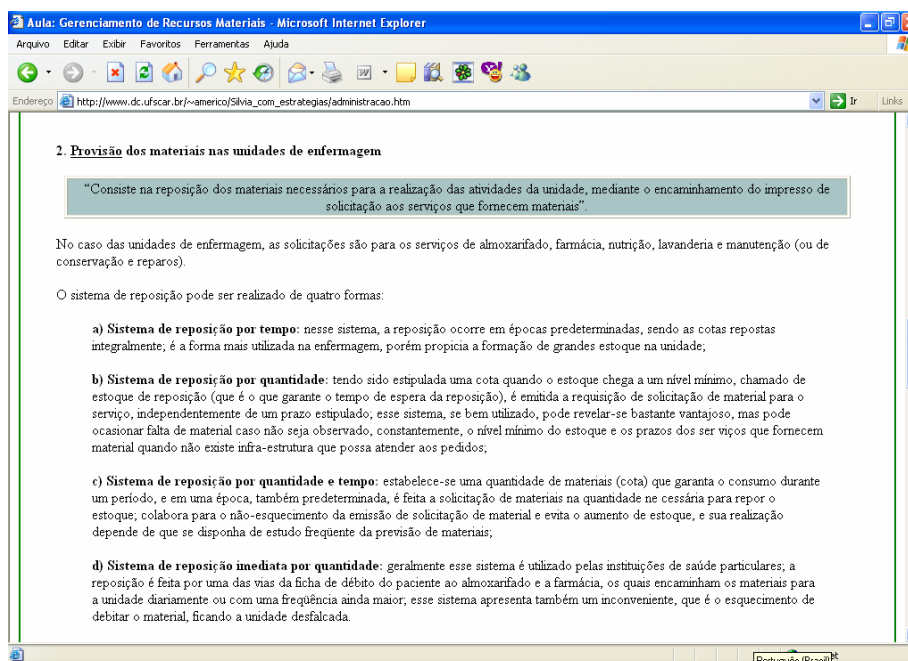 Aula: Gerenciamento de Recursos Materiais - Microsoft Internet Explorer
Arquivo Editar Exibir Favoritos Ferramentas Ajuda
Endereço http://www.dc.ufscar.br/~americo/Silvia_com_estrategias/administracao.htm Ir Links
2. Provisão dos materiais nas unidades de enfermagem
“Consiste na reposição dos materiais necessários para a realização das atividades da unidade, mediante o encaminhamento do impresso de
solicitação aos serviços que fornecem materiais”.
No caso das unidades de enfermagem, as solicitações são para os serviços de almoxarifado, farmácia, nutrição, lavanderia e manutenção (ou de
conservação e reparos).
O sistema de reposição pode ser realizado de quatro formas:
a) Sistema de reposição por tempo: nesse sistema, a reposição ocorre em épocas predeterminadas, sendo as cotas repostas
integralmente; é a forma mais utilizada na enfermagem, porém propicia a formação de grandes estoque na unidade;
b) Sistema de reposição por quantidade: tendo sido estipulada uma cota quando o estoque chega a um nível mínimo, chamado de
estoque de reposição (que é o que garante o tempo de espera da reposição), é emitida a requisição de solicitação de material para o
serviço, independentemente de um prazo estipulado; esse sistema, se bem utilizado, pode revelar-se bastante vantajoso, mas pode
ocasionar falta de material caso não seja observado, constantemente, o nível mínimo do estoque e os prazos dos ser viços que fornecem
material quando não existe infra-estrutura que possa atender aos pedidos;
c) Sistema de reposição por quantidade e tempo: estabelece-se uma quantidade de materiais (cota) que garanta o consumo durante
um período, e em uma época, também predeterminada, é feita a solicitação de materiais na quantidade ne cessária para repor o
estoque; colabora para o não-esquecimento da emissão de solicitação de material e evita o aumento de estoque, e sua realização
depende de que se disponha de estudo freqüente da previsão de materiais;
d) Sistema de reposição imediata por quantidade: geralmente esse sistema é utilizado pelas instituições de saúde particulares; a
reposição é feita por uma das vias da ficha de débito do paciente ao almoxarifado e a farmácia, os quais encaminham os materiais para
a unidade diariamente ou com uma freqüência ainda maior; esse sistema apresenta também um inconveniente, que é o esquecimento de
debitar o material, ficando a unidade desfalcada.
Português (Brasil)